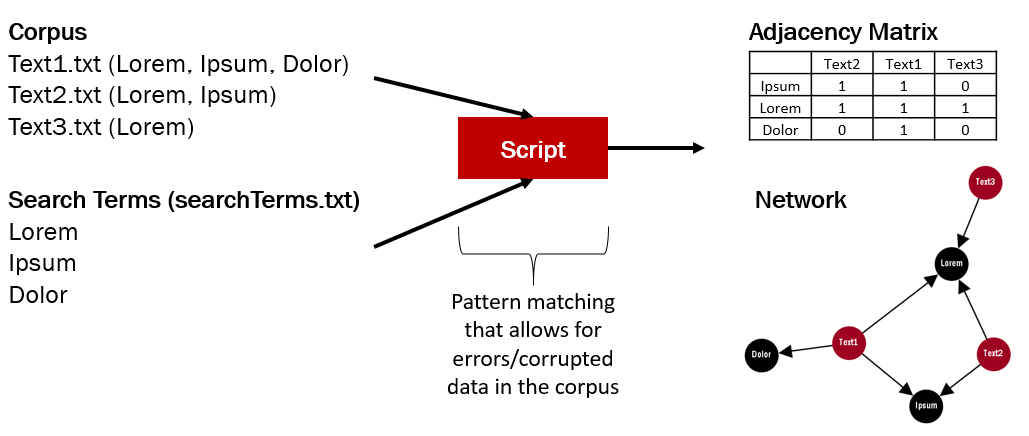 Corpus
Text1.txt (Lorem, Ipsum, Dolor)
Text2.txt (Lorem, Ipsum)
Text3.txt (Lorem)
Search Terms (searchTerms.txt)
Lorem
Ipsum
Dolor
Script
Pattern matching
that allows for
errors/corrupted
data in the corpus
Adjacency Matrix
Text2 Text1 Text3
Ipsum 1 1 0
Lorem 1 1 1
Dolor 0 1 0
Network
Text3
Lorem
Text1
Dolor
Text2
Ipsum